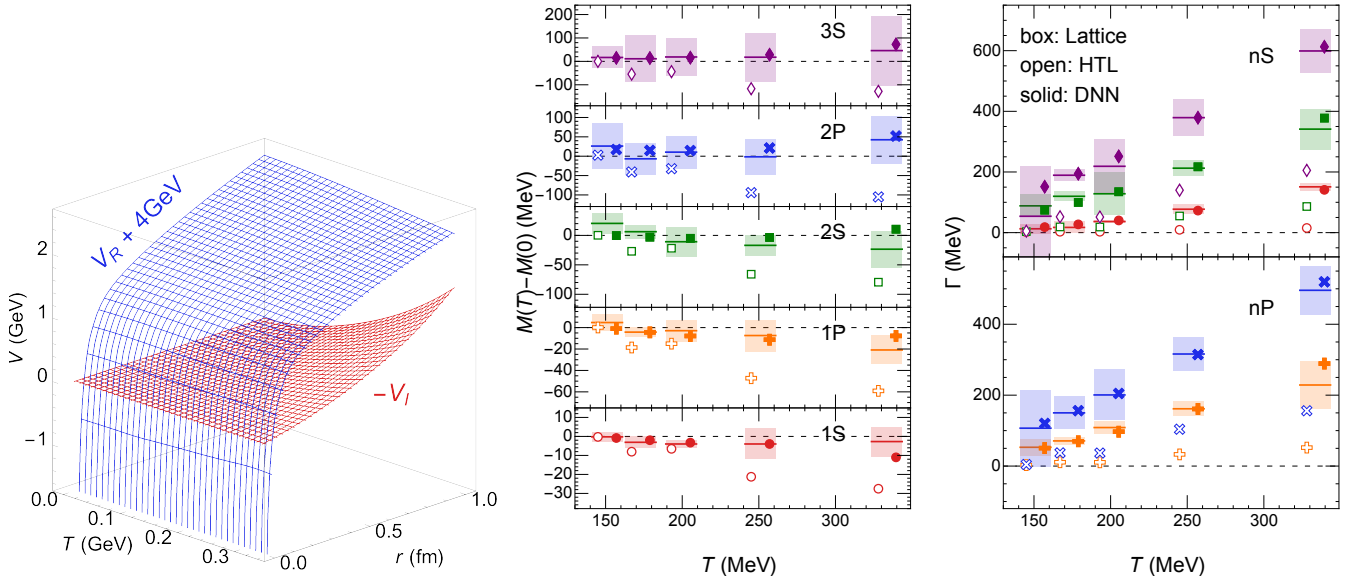 V_R + 4GeV
-V_I
V (GeV)
2
1
0
-1
0.0
0.1
0.2
0.3
T (GeV)
0.0
0.5
1.0
r (fm)
M(T)-M(0) (MeV)
3S
200
100
0
-100
2P
100
50
0
-50
-100
2S
0
-50
-100
1P
0
-20
-40
-60
1S
10
0
-10
-20
-30
150 200 250 300
T (MeV)
Γ (MeV)
box: Lattice
open: HTL
solid: DNN
nS
600
400
200
0
nP
400
200
0
150 200 250 300
T (MeV)